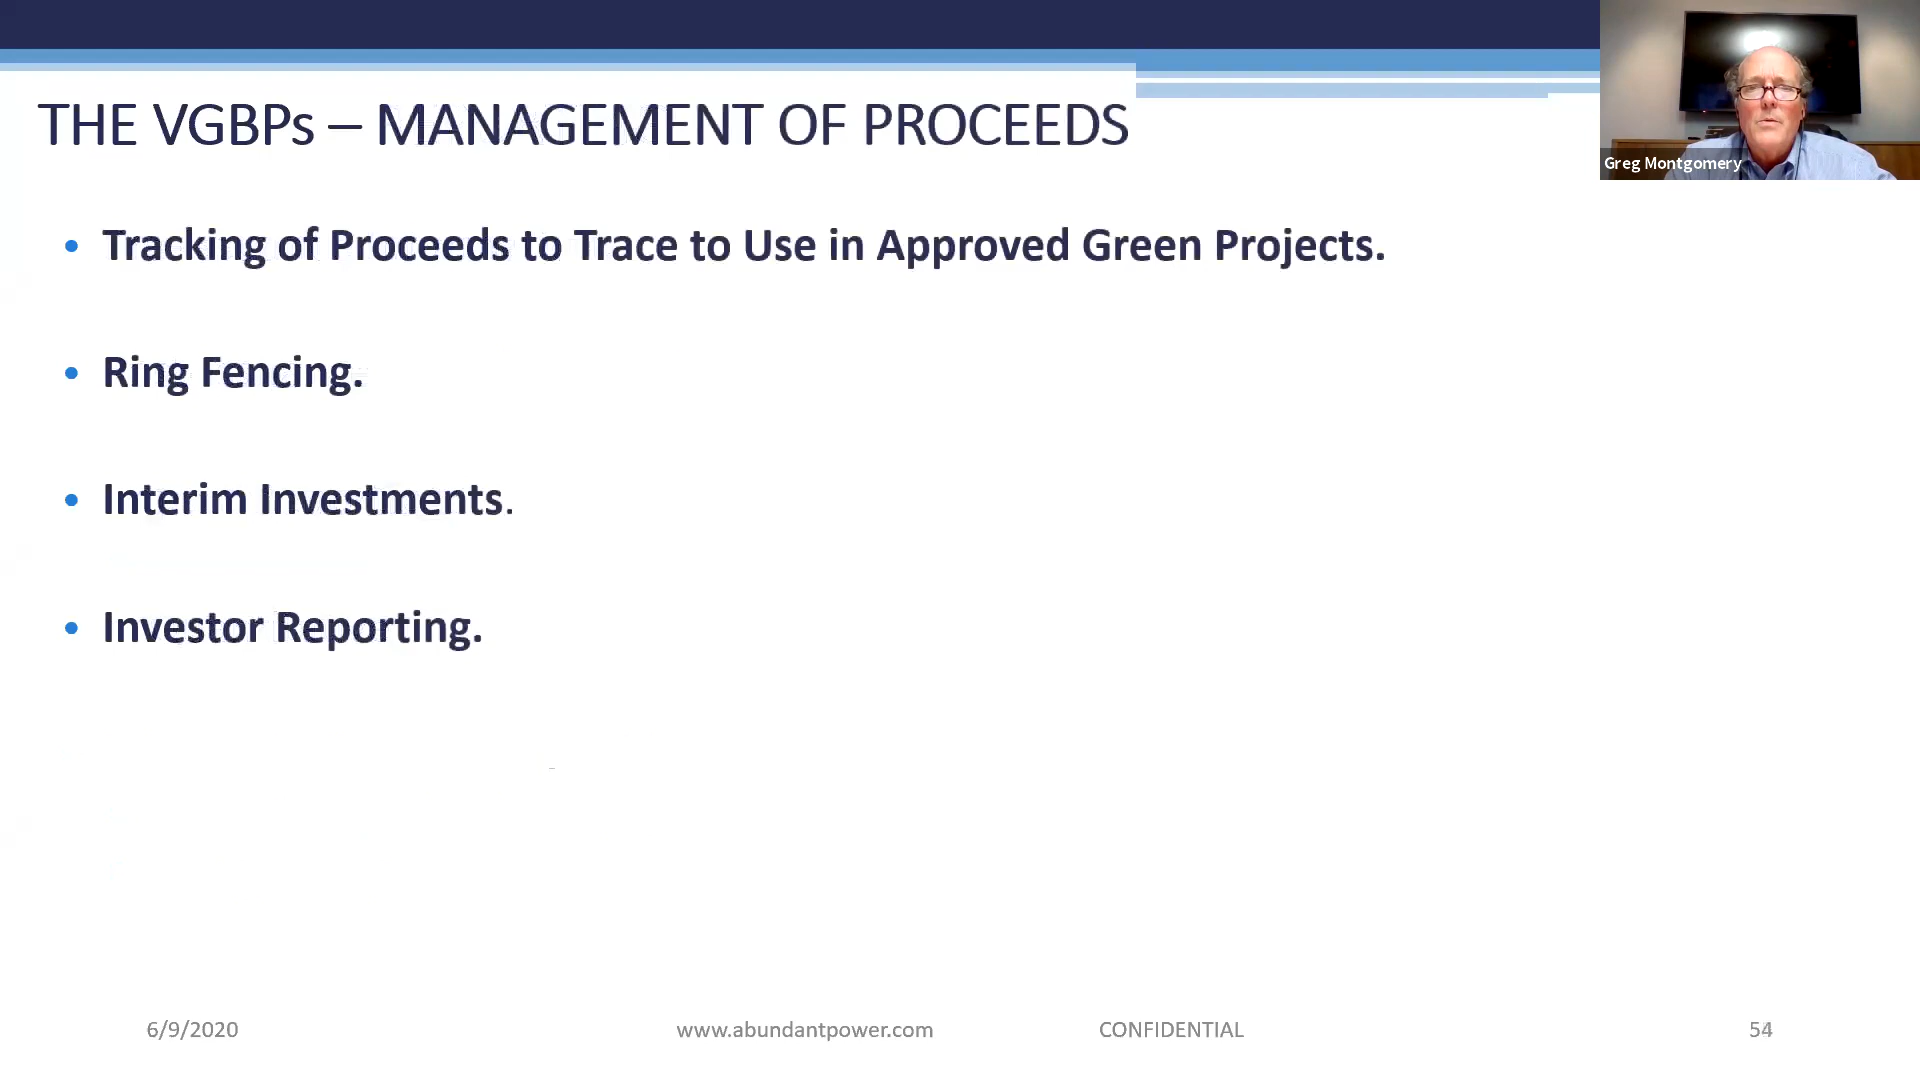 THE VGBPs – MANAGEMENT OF PROCEEDS
Greg Montgomery
• Tracking of Proceeds to Trace to Use in Approved Green Projects.
• Ring Fencing.
• Interim Investments.
• Investor Reporting.
6/9/2020 www.abundantpower.com CONFIDENTIAL 54